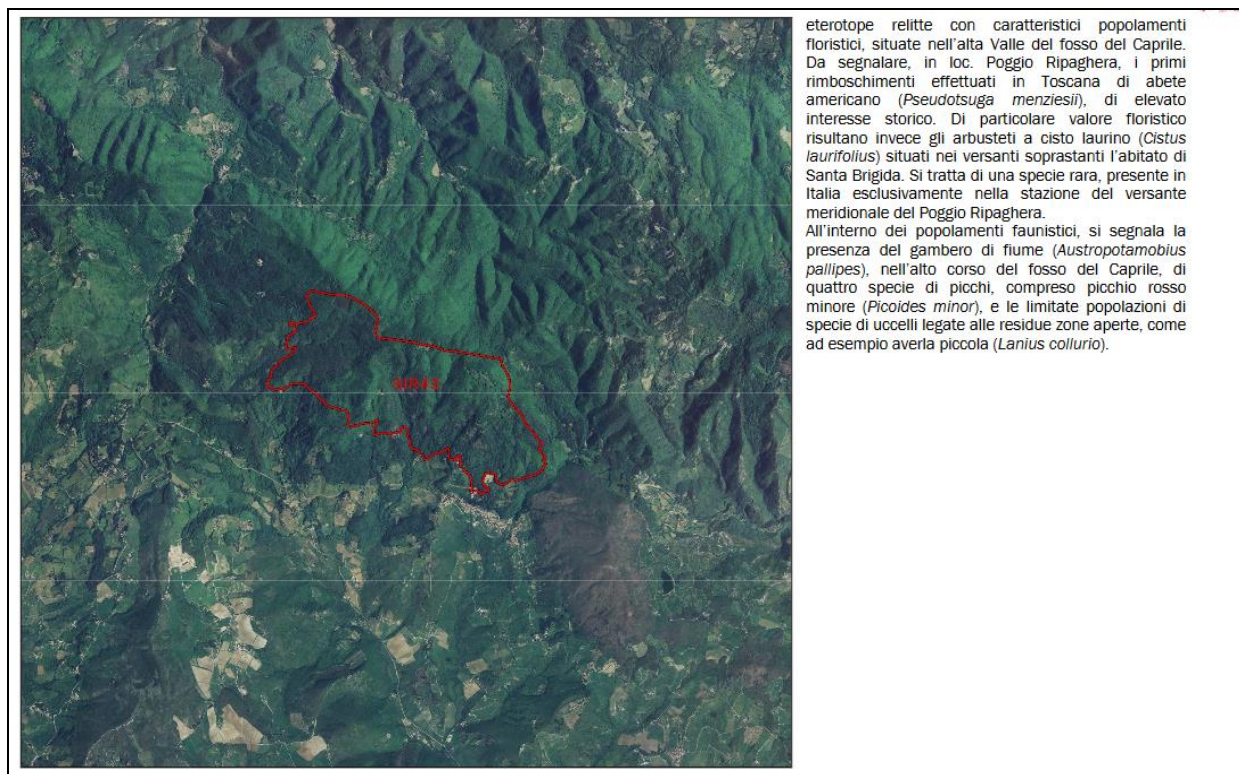 eterotope relitte con caratteristici popolamenti
floristici, situate nell'alta Valle del fosso del Caprile.
Da segnalare, in loc. Poggio Ripaghera, i primi
rimboschimenti effettuati in Toscana di abete
americano (Pseudotsuga menziesii), di elevato
interesse storico. Di particolare valore floristico
risultano invece gli arbusteti a cisto laurino (Cistus
laurifolius) situati nei versanti soprastanti l'abitato di
Santa Brigida. Si tratta di una specie rara, presente in
Italia esclusivamente nella stazione del versante
meridionale del Poggio Ripaghera.
All'interno dei popolamenti faunistici, si segnala la
presenza del gambero di fiume (Austropotamobius
pallipes), nell'alto corso del fosso del Caprile, di
quattro specie di picchi, compreso picchio rosso
minore (Picoides minor), e le limitate popolazioni di
specie di uccelli legate alle residue zone aperte, come
ad esempio averla piccola (Lanius collurio).